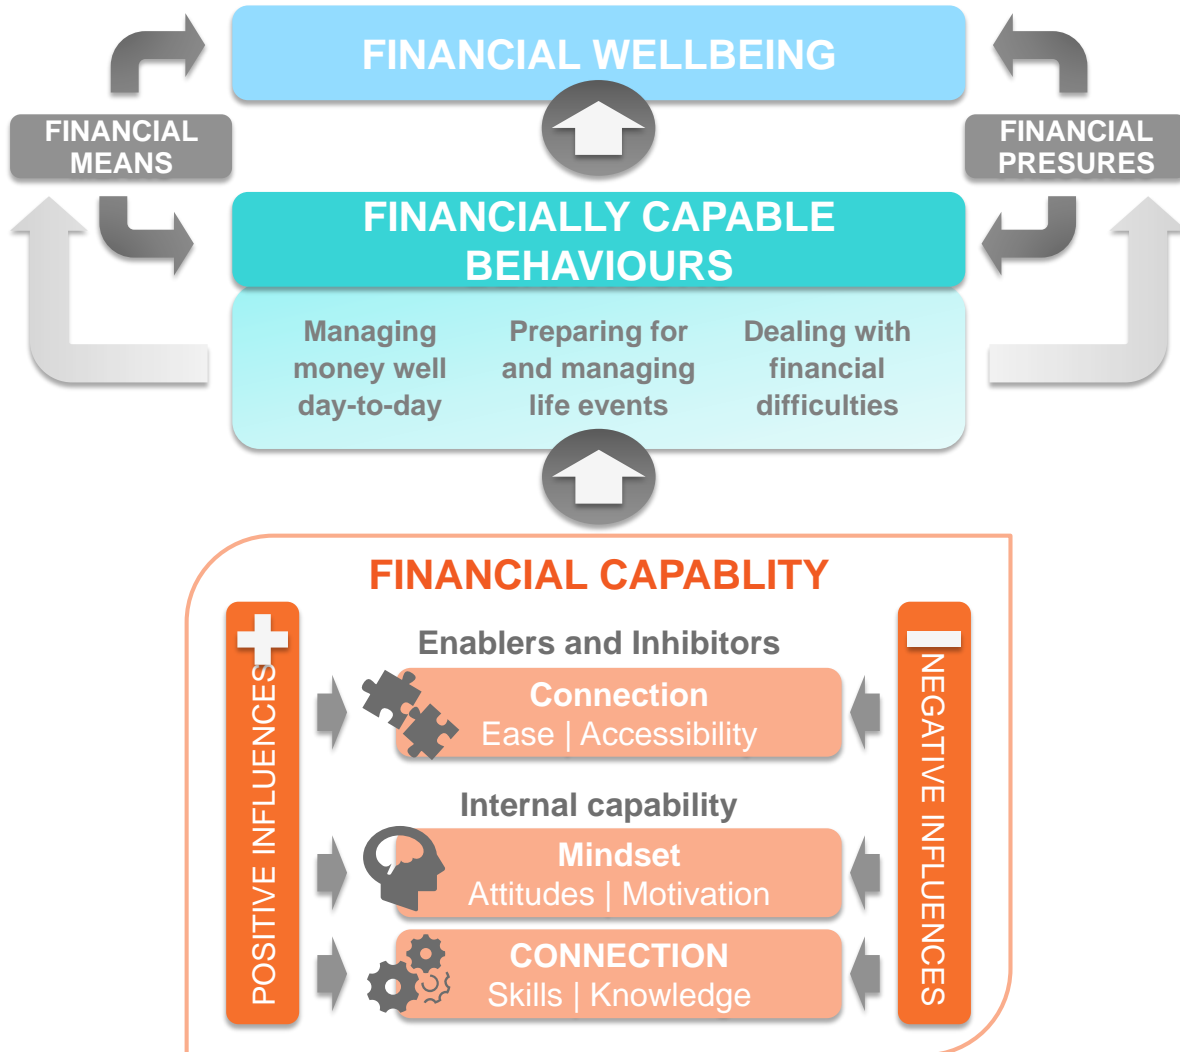 FINANCIAL WELLBEING
FINANCIAL
MEANS
FINANCIAL
PRESURES
FINANCIALLY CAPABLE
BEHAVIOURS
Managing
money well
day-to-day
Preparing for
and managing
life events
Dealing with
financial
difficulties
FINANCIAL CAPABLITY
POSITIVE INFLUENCES
Enablers and Inhibitors
Connection
Ease | Accessibility
Internal capability
Mindset
Attitudes | Motivation
CONNECTION
Skills | Knowledge
NEGATIVE INFLUENCES